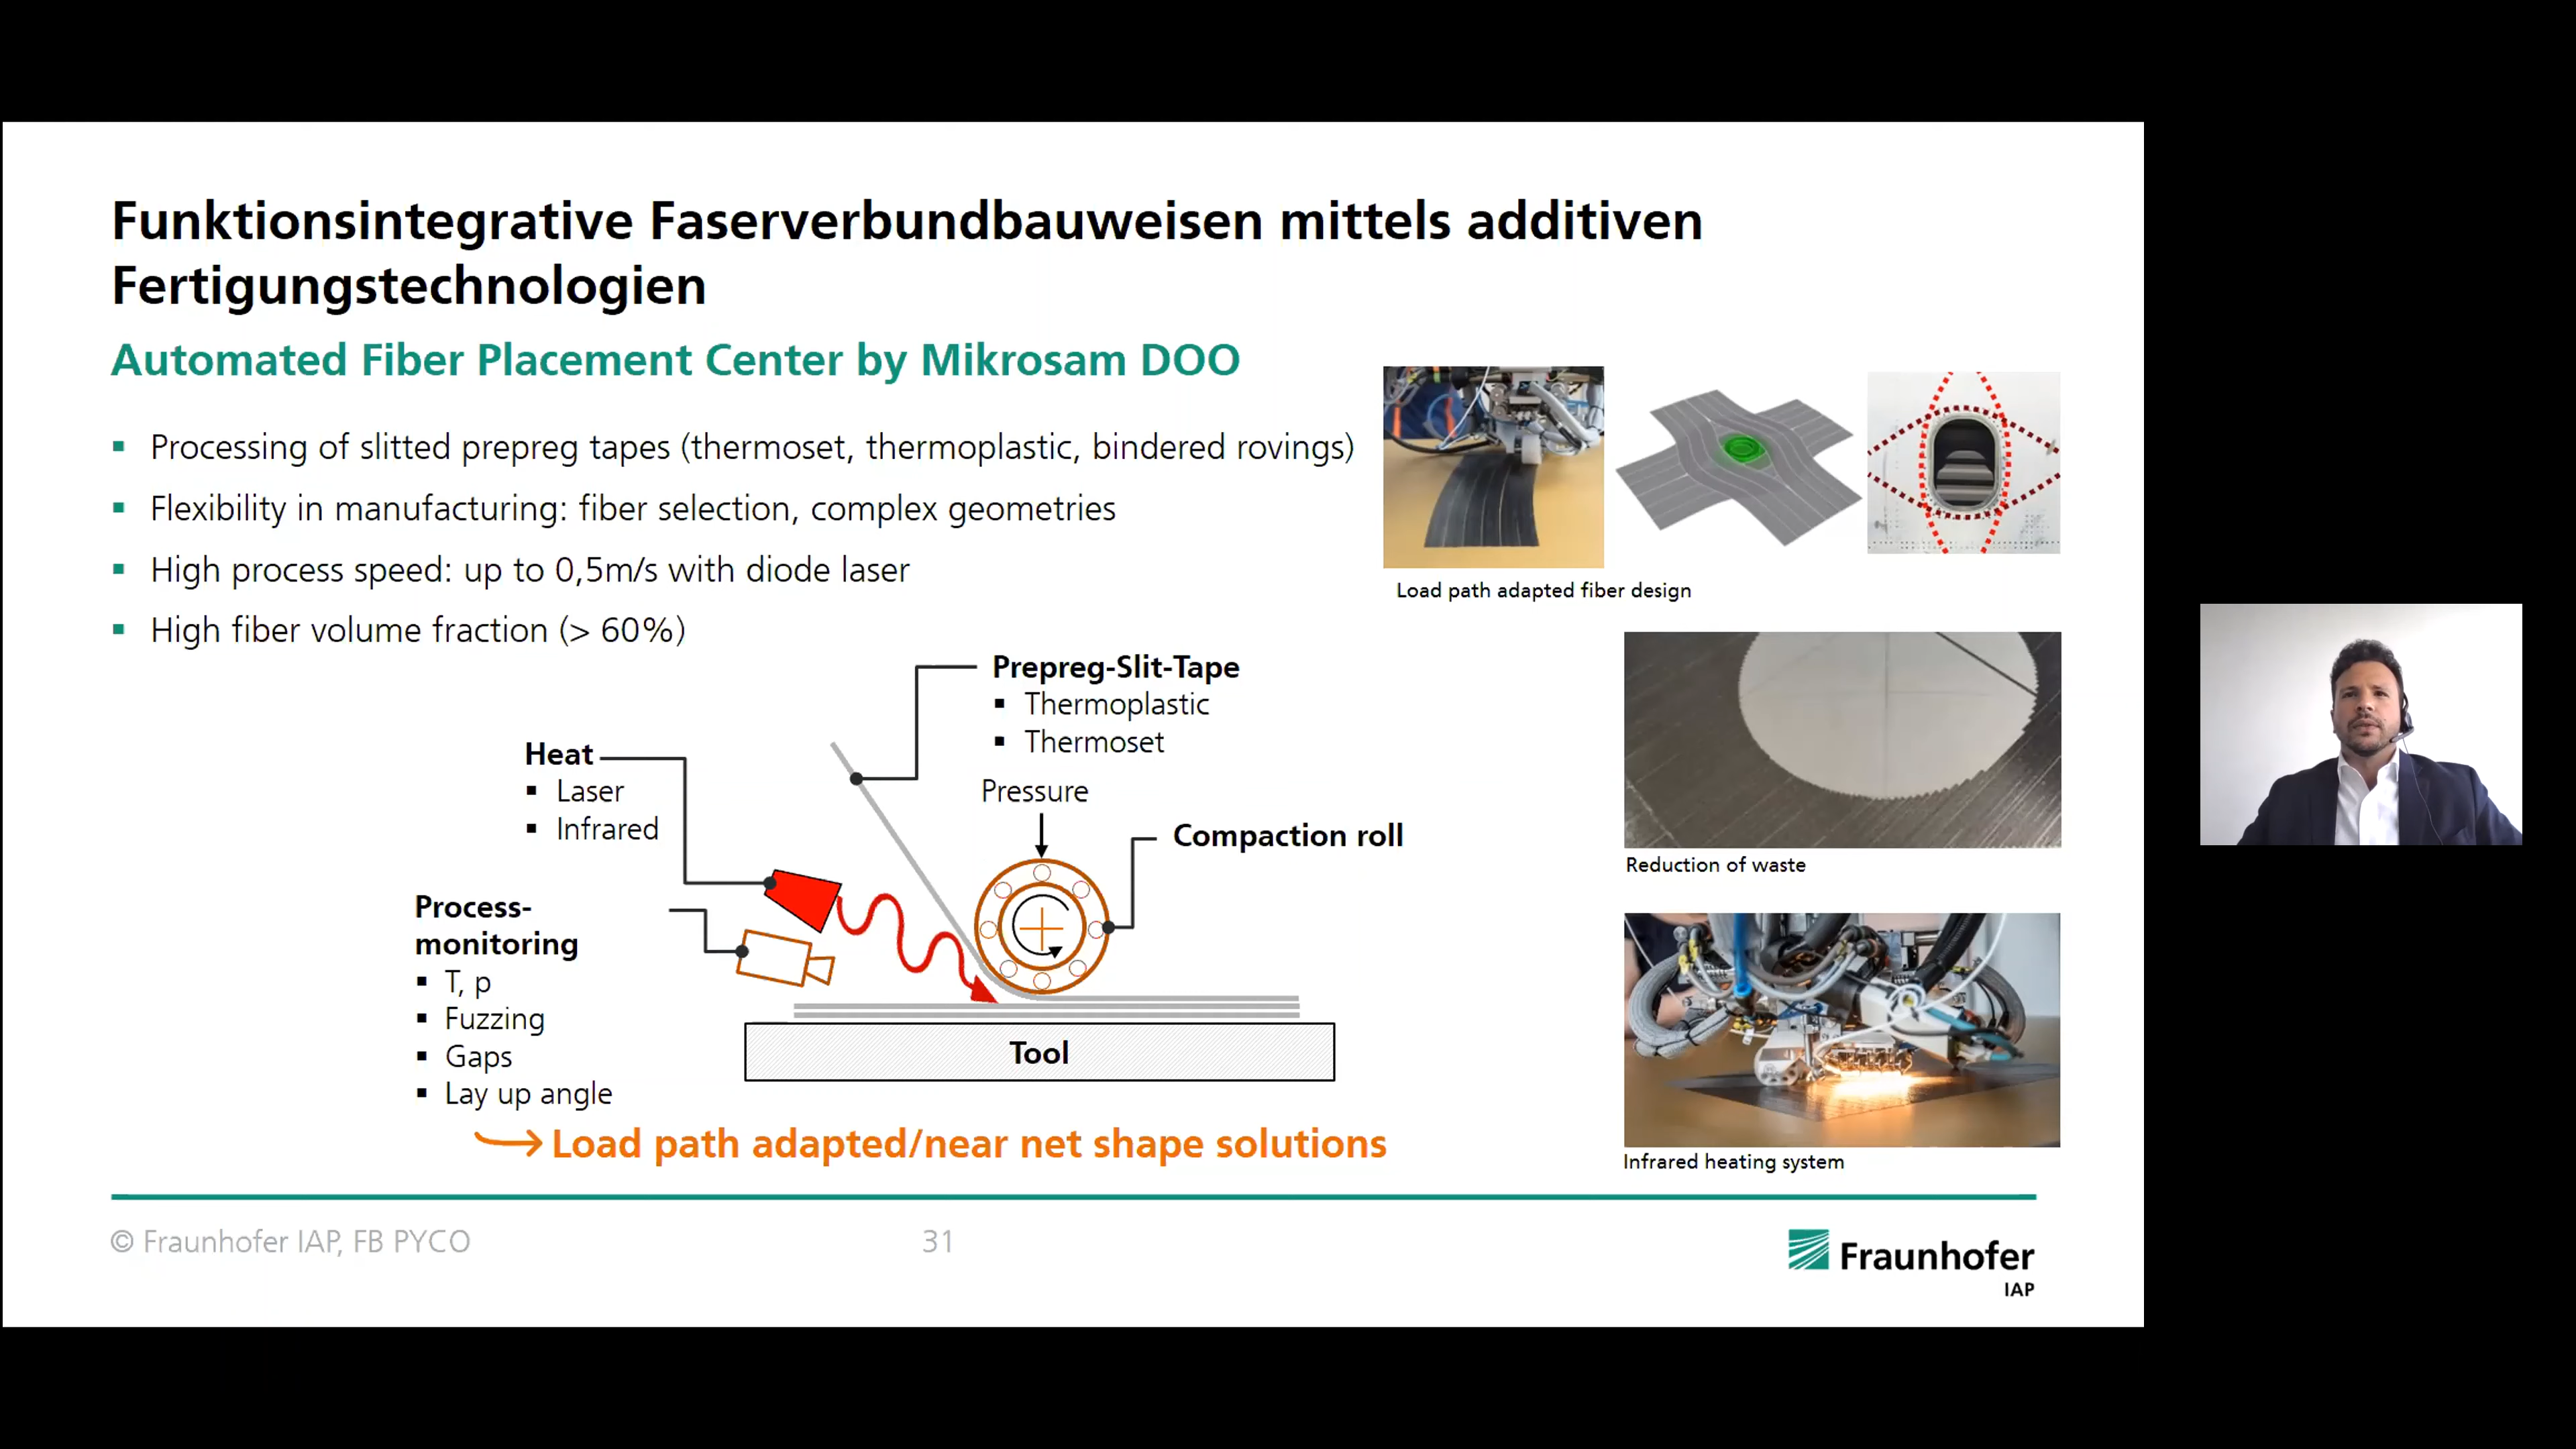 Funktionsintegrative Faserverbundbauweisen mittels additiven
Fertigungstechnologien
Automated Fiber Placement Center by Mikrosam DOO
▪ Processing of slitted prepreg tapes (thermoset, thermoplastic, bindered rovings)
▪ Flexibility in manufacturing: fiber selection, complex geometries
▪ High process speed: up to 0,5m/s with diode laser
▪ High fiber volume fraction (> 60%)
Load path adapted fiber design
Prepreg-Slit-Tape
▪ Thermoplastic
▪ Thermoset
Heat
▪ Laser
▪ Infrared
Pressure
Compaction roll
Process-
monitoring
▪ T, p
▪ Fuzzing
▪ Gaps
▪ Lay up angle
Tool
Load path adapted/near net shape solutions
Reduction of waste
Infrared heating system
© Fraunhofer IAP, FB PYCO
31
Fraunhofer
IAP